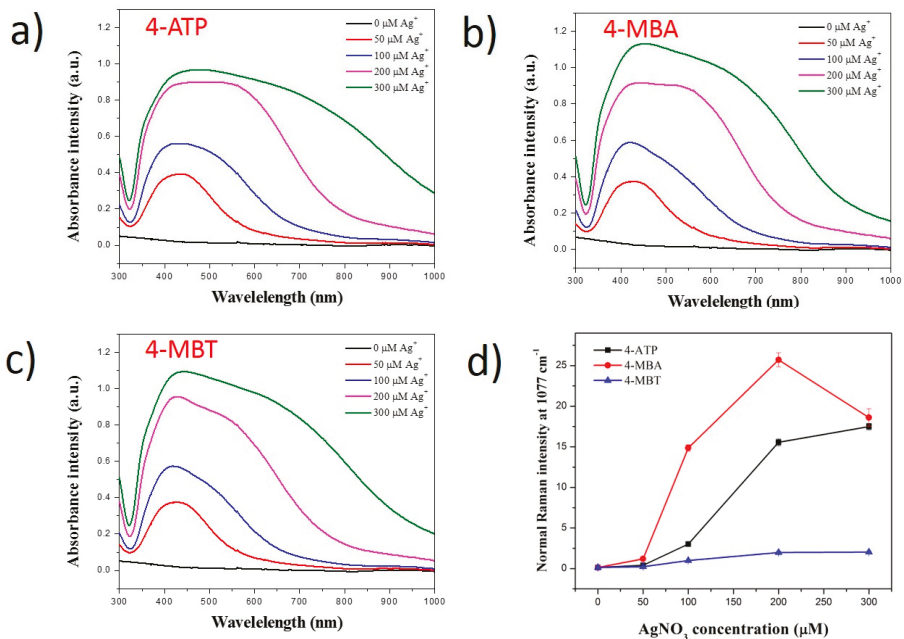 a)
4-ATP
1.2
1.0
0.8
0.6
0.4
0.2
0.0
300 400 500 600 700 800 900 1000
Absorbance intensity (a.u.)
Wavelelength (nm)
0 μM Ag+
50 μM Ag+
100 μM Ag+
200 μM Ag+
300 μM Ag+
b)
4-MBA
1.2
1.0
0.8
0.6
0.4
0.2
0.0
300 400 500 600 700 800 900 1000
Absorbance intensity (a.u.)
Wavelelength (nm)
0 μM Ag+
50 μM Ag+
100 μM Ag+
200 μM Ag+
300 μM Ag+
c)
4-MBT
1.2
1.0
0.8
0.6
0.4
0.2
0.0
300 400 500 600 700 800 900 1000
Absorbance intensity (a.u.)
Wavelelength (nm)
0 μM Ag+
50 μM Ag+
100 μM Ag+
200 μM Ag+
300 μM Ag+
d)
4-ATP
4-MBA
4-MBT
25
20
15
10
5
0
0 50 100 200 300
Normal Raman intensity at 1077 cm-1
AgNO3 concentration (μM)